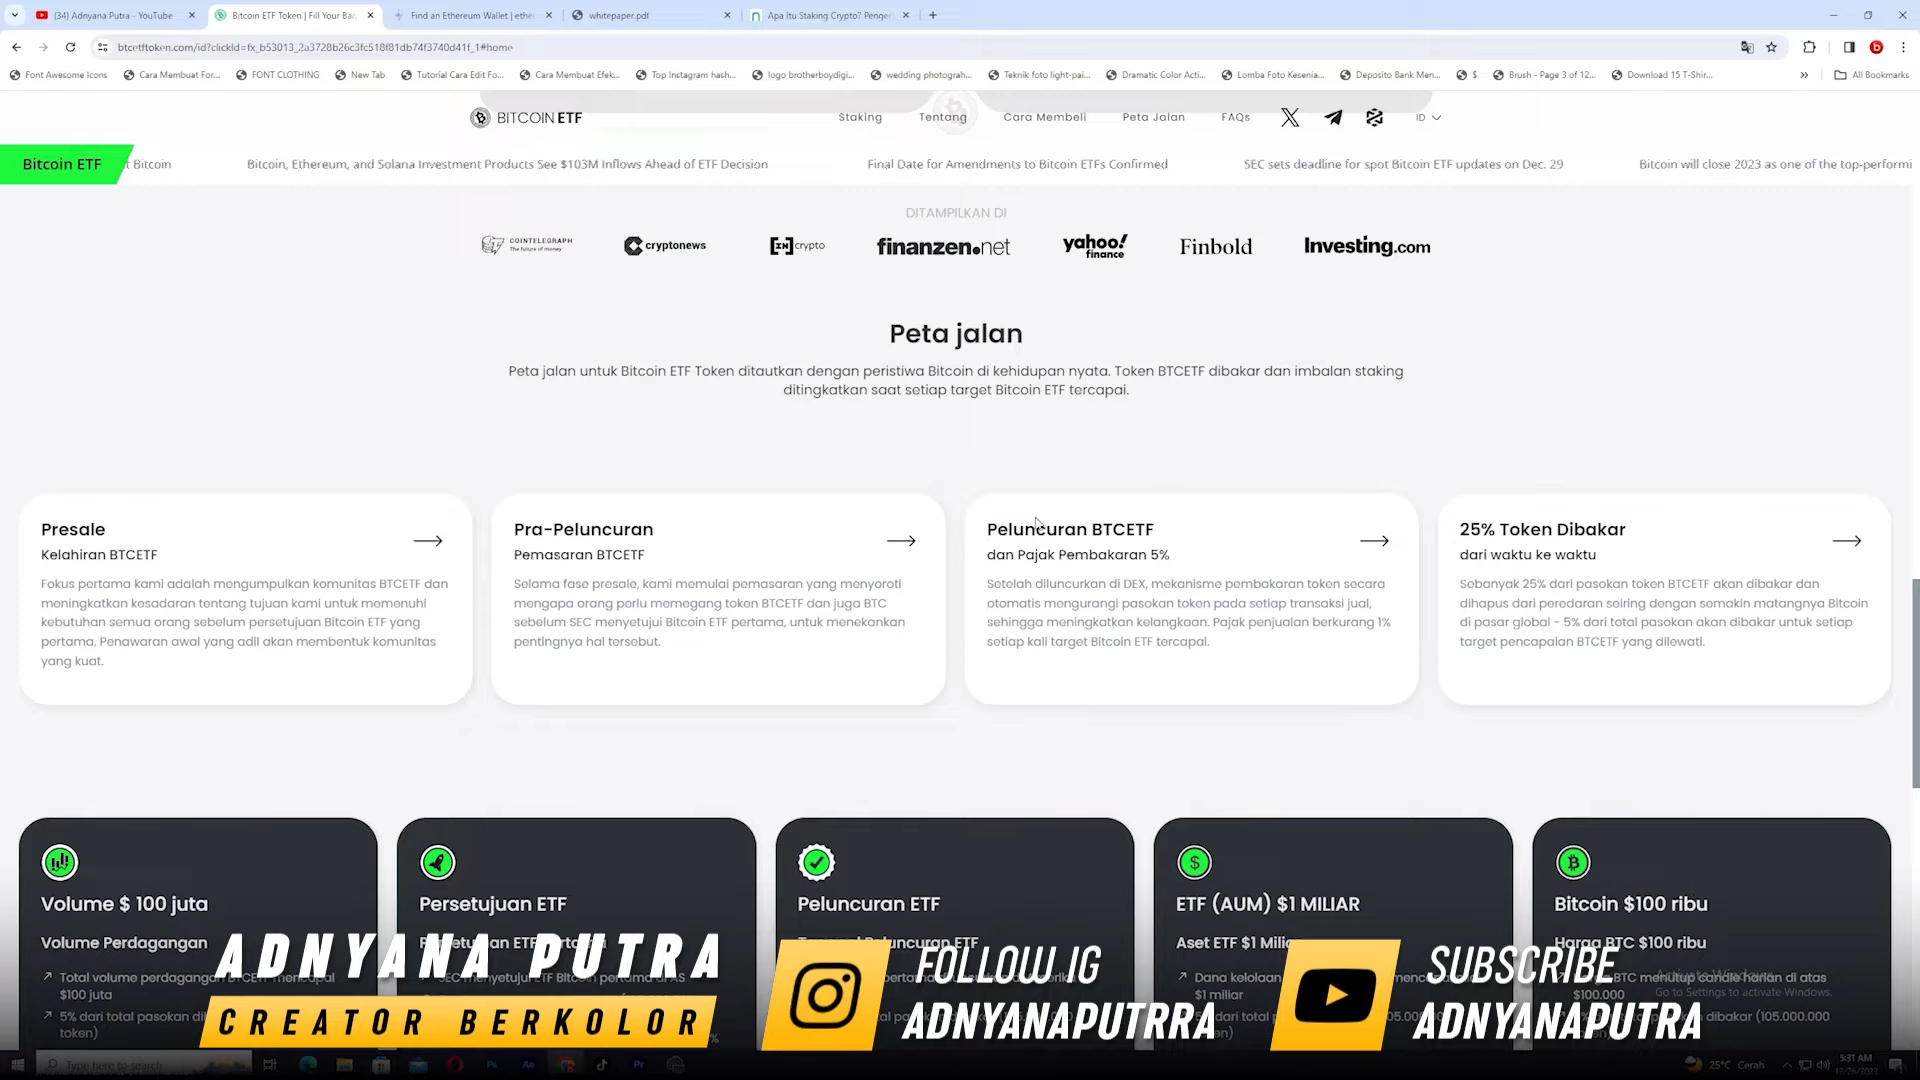 (34) Adnyana Putra - YouTube
Bitcoin ETF Token | Fill Your Bag
Find an Ethereum Wallet | ethe
whitepaper.pdf
Apa Itu Staking Crypto? Penger
btcetftoken.com/id?clickId=fx_b53013_2a3728b26c3fc518f81db74f3740d41f_1#home
Font Awesome Icons
Cara Membuat For...
FONT CLOTHING
New Tab
Tutorial Cara Edit Fo...
Cara Membuat Efek...
Top Instagram hash...
logo brotherboydigi...
wedding photograh...
Teknik foto light-pai...
Dramatic Color Acti...
Lomba Foto Kesenia...
Deposito Bank Men...
$
Brush - Page 3 of 12...
Download 15 T-Shir...
»
All Bookmarks
BITCOIN ETF
Staking
Tentang
Cara Membeli
Peta Jalan
FAQs
ID
Bitcoin ETF
t Bitcoin
Bitcoin, Ethereum, and Solana Investment Products See $103M Inflows Ahead of ETF Decision
Final Date for Amendments to Bitcoin ETFs Confirmed
SEC sets deadline for spot Bitcoin ETF updates on Dec. 29
Bitcoin will close 2023 as one of the top-performi
DITAMPILKAN DI
COINTELEGRAPH
The future of money
cryptonews
[IN] crypto
finanzen.net
yahoo!
finance
Finbold
Investing.com
Peta jalan
Peta jalan untuk Bitcoin ETF Token ditautkan dengan peristiwa Bitcoin di kehidupan nyata. Token BTCETF dibakar dan imbalan staking
ditingkatkan saat setiap target Bitcoin ETF tercapai.
Presale
Kelahiran BTCETF
Fokus pertama kami adalah mengumpulkan komunitas BTCETF dan
meningkatkan kesadaran tentang tujuan kami untuk memenuhi
kebutuhan semua orang sebelum persetujuan Bitcoin ETF yang
pertama. Penawaran awal yang adil akan membentuk komunitas
yang kuat.
Pra-Peluncuran
Pemasaran BTCETF
Selama fase presale, kami memulai pemasaran yang menyoroti
mengapa orang perlu memegang token BTCETF dan juga BTC
sebelum SEC menyetujui Bitcoin ETF pertama, untuk menekankan
pentingnya hal tersebut.
Peluncuran BTCETF
dan Pajak Pembakaran 5%
Setelah diluncurkan di DEX, mekanisme pembakaran token secara
otomatis mengurangi pasokan token pada setiap transaksi jual,
sehingga meningkatkan kelangkaan. Pajak penjualan berkurang 1%
setiap kali target Bitcoin ETF tercapai.
25% Token Dibakar
dari waktu ke waktu
Sebanyak 25% dari pasokan token BTCETF akan dibakar dan
dihapus dari peredaran seiring dengan semakin matangnya Bitcoin
di pasar global - 5% dari total pasokan akan dibakar untuk setiap
target pencapaian BTCETF yang dilewati.
Volume $ 100 juta
Volume Perdagangan
Total volume perdagangan
$100 juta
5% dari total pasokan
token)
Persetujuan ETF
Peluncuran ETF
ETF (AUM) $1 MILIAR
Aset ETF $1 Mili
Dana kelolaan
$1 miliar
Bitcoin $100 ribu
Harga BTC $100 ribu
BTC menutup candle harian di atas
$100.000
dibakar (105.000.000
Activate Windows
Go to Settings to activate Windows.
ADNYANA PUTRA
CREATOR BERKOLOR
FOLLOW IG
ADNYANAPUTRRA
SUBSCRIBE
ADNYANAPUTRA
Type here to search
25°C Cerah
5:31 AM